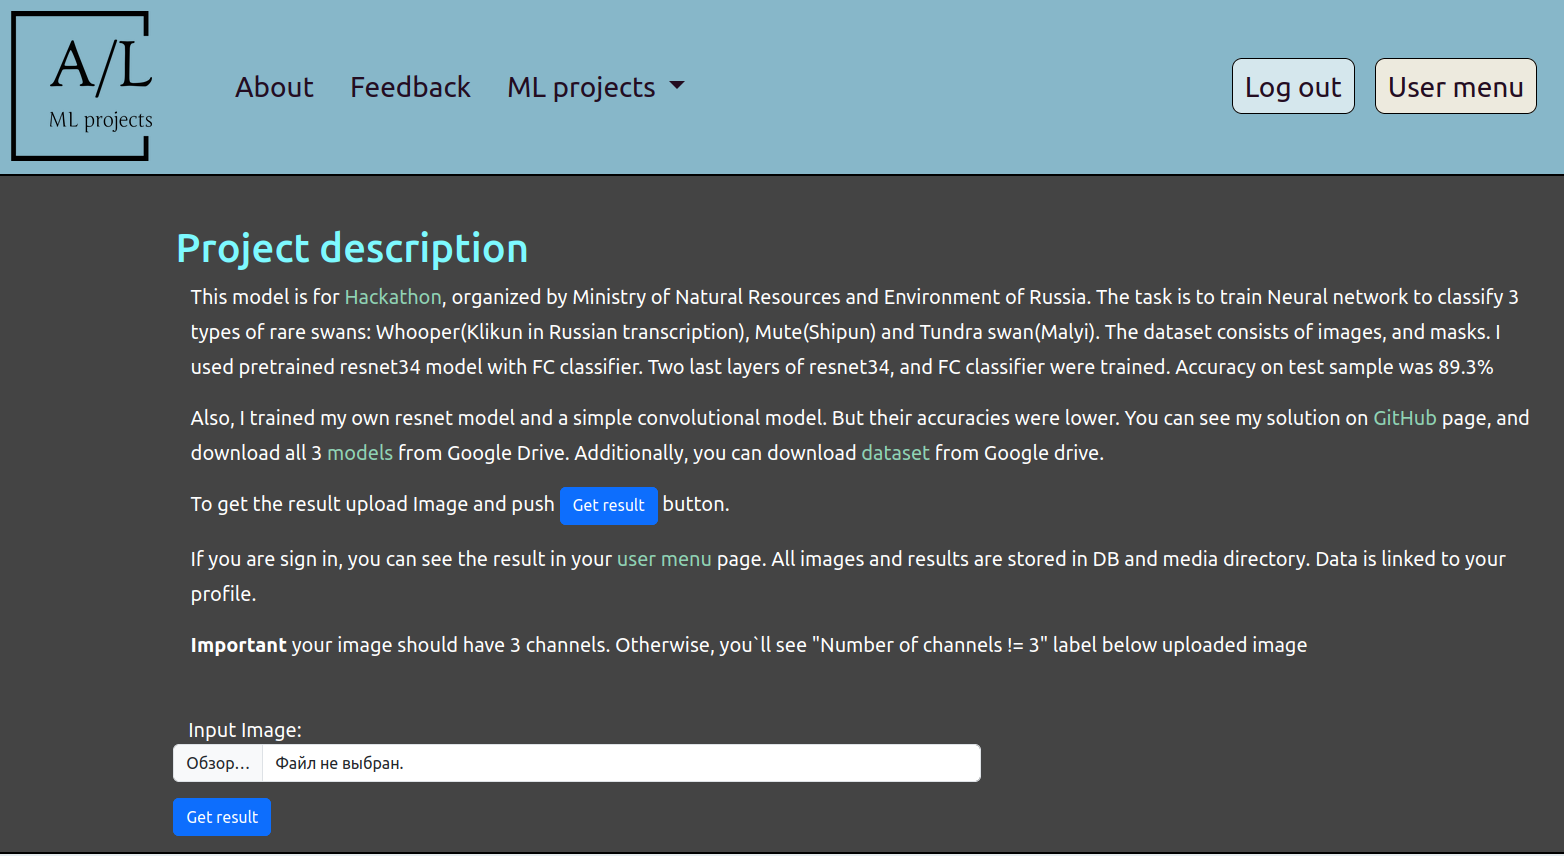 A/L
ML projects
About Feedback ML projects
Log out User menu
Project description
This model is for Hackathon, organized by Ministry of Natural Resources and Environment of Russia. The task is to train Neural network to classify 3
types of rare swans: Whooper(Klikun in Russian transcription), Mute(Shipun) and Tundra swan(Malyi). The dataset consists of images, and masks. I
used pretrained resnet34 model with FC classifier. Two last layers of resnet34, and FC classifier were trained. Accuracy on test sample was 89.3%
Also, I trained my own resnet model and a simple convolutional model. But their accuracies were lower. You can see my solution on GitHub page, and
download all 3 models from Google Drive. Additionally, you can download dataset from Google drive.
To get the result upload Image and push Get result button.
If you are sign in, you can see the result in your user menu page. All images and results are stored in DB and media directory. Data is linked to your
profile.
Important your image should have 3 channels. Otherwise, you`ll see "Number of channels != 3" label below uploaded image
Input Image:
Обзор... Файл не выбран.
Get result